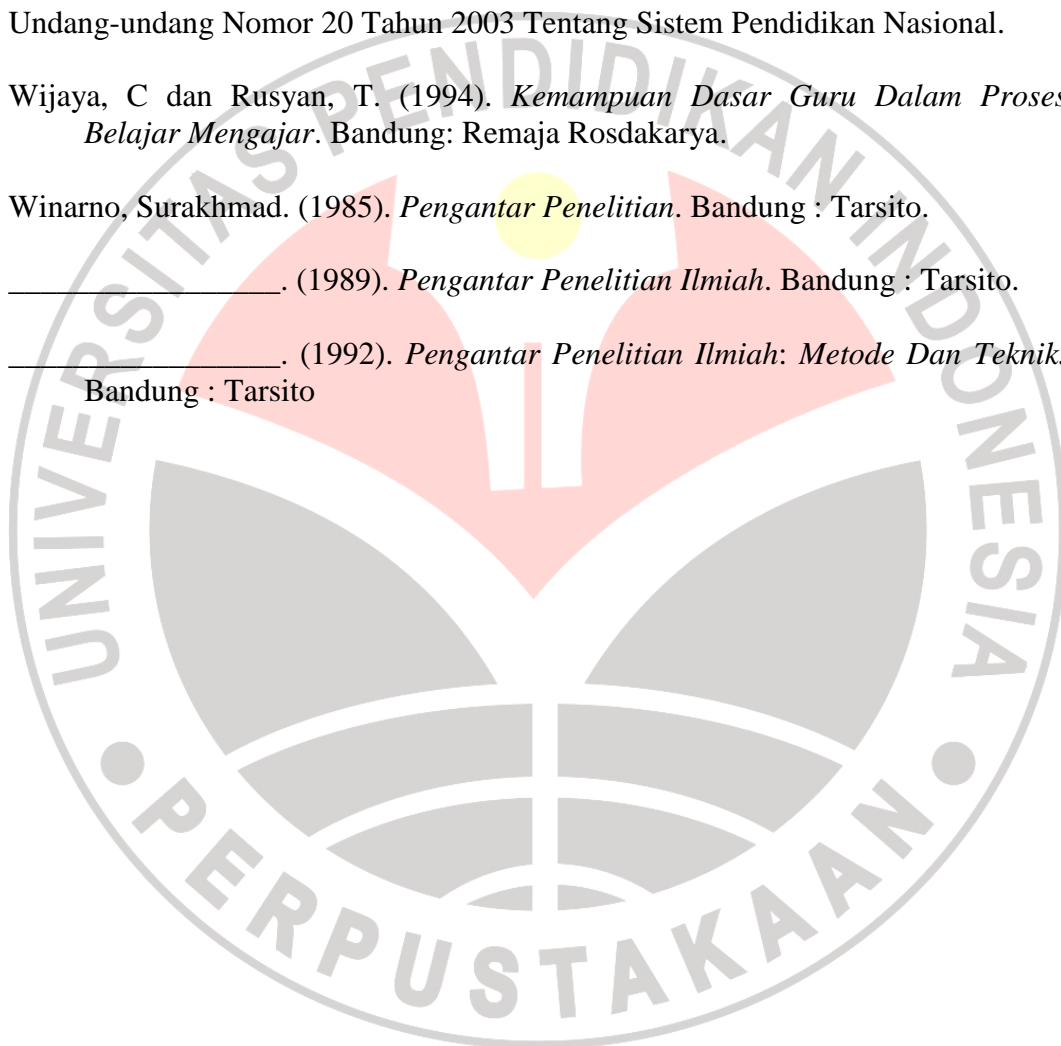 Undang-undang Nomor 20 Tahun 2003 Tentang Sistem Pendidikan Nasional.
Wijaya, C dan Rusyan, T. (1994). Kemampuan Dasar Guru Dalam Proses
Belajar Mengajar. Bandung: Remaja Rosdakarya.
Winarno, Surakhmad. (1985). Pengantar Penelitian. Bandung : Tarsito.
_________________. (1989). Pengantar Penelitian Ilmiah. Bandung : Tarsito.
_________________. (1992). Pengantar Penelitian Ilmiah: Metode Dan Teknik.
Bandung : Tarsito
UNIVERSITAS PENDIDIKAN INDONESIA
PERPUSTAKAAN